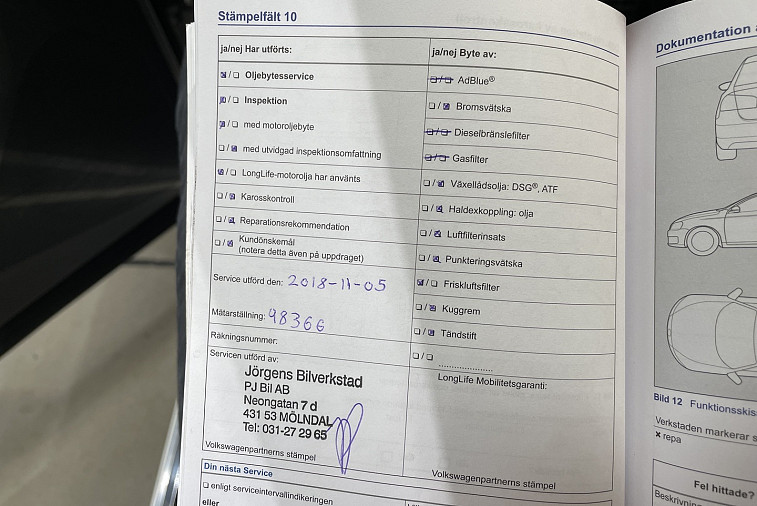 Stämpelfält 10
ja/nej Har utförts:
Oljebytesservice
Inspektion
med motoroljebyte
med utvidgad inspektionsomfattning
LongLife-motorolja har använts
Karosskontroll
Reparationsrekommendation
Kundönskemål
(notera detta även på uppdraget)
Service utförd den: 2018-11-05
Mätarställning: 98366
Räkningsnummer:
Servicen utförd av:
Jörgens Bilverkstad
PJ Bil AB
Neongatan 7 d
431 53 MÖLNDAL
Tel: 031-27 29 65
Volkswagenpartnerns stämpel
ja/nej Byte av:
AdBlue®
Bromsvätska
Dieselbränslefilter
Gasfilter
Växellådsolja: DSG®, ATF
Haldexkoppling: olja
Luftfilterinsats
Punkteringsvätska
Friskluftsfilter
Kuggrem
Tändstift
LongLife Mobilitetsgaranti:
Volkswagenpartnerns stämpel
Din nästa Service
enligt serviceintervallindikeringen
eller
Dokumentation
Bild 12 Funktionsskis
Verkstaden markerar s
x repa
Fel hittade?
Beskrivning